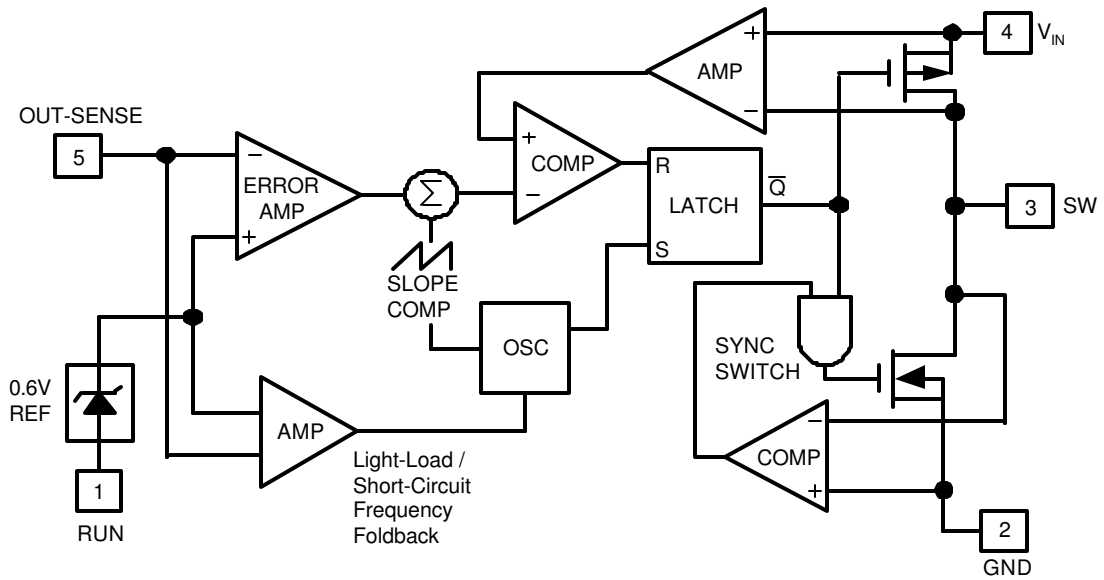 OUT-SENSE
5
−
ERROR
AMP
+
Σ
SLOPE
COMP
0.6V
REF
1
RUN
AMP
Light-Load /
Short-Circuit
Frequency
Foldback
OSC
+
COMP
−
R
LATCH
S
Q̅
+
AMP
−
4
V_IN
3
SW
SYNC
SWITCH
−
COMP
+
2
GND